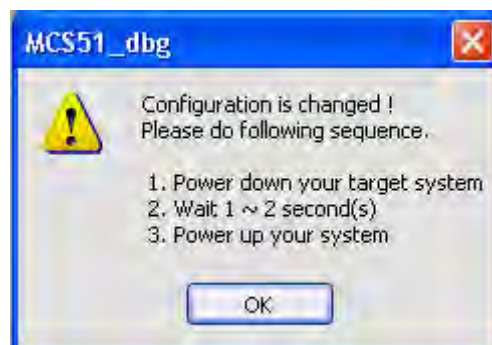 MCS51_dbg
Configuration is changed !
Please do following sequence.
1. Power down your target system
2. Wait 1 ~ 2 second(s)
3. Power up your system
OK